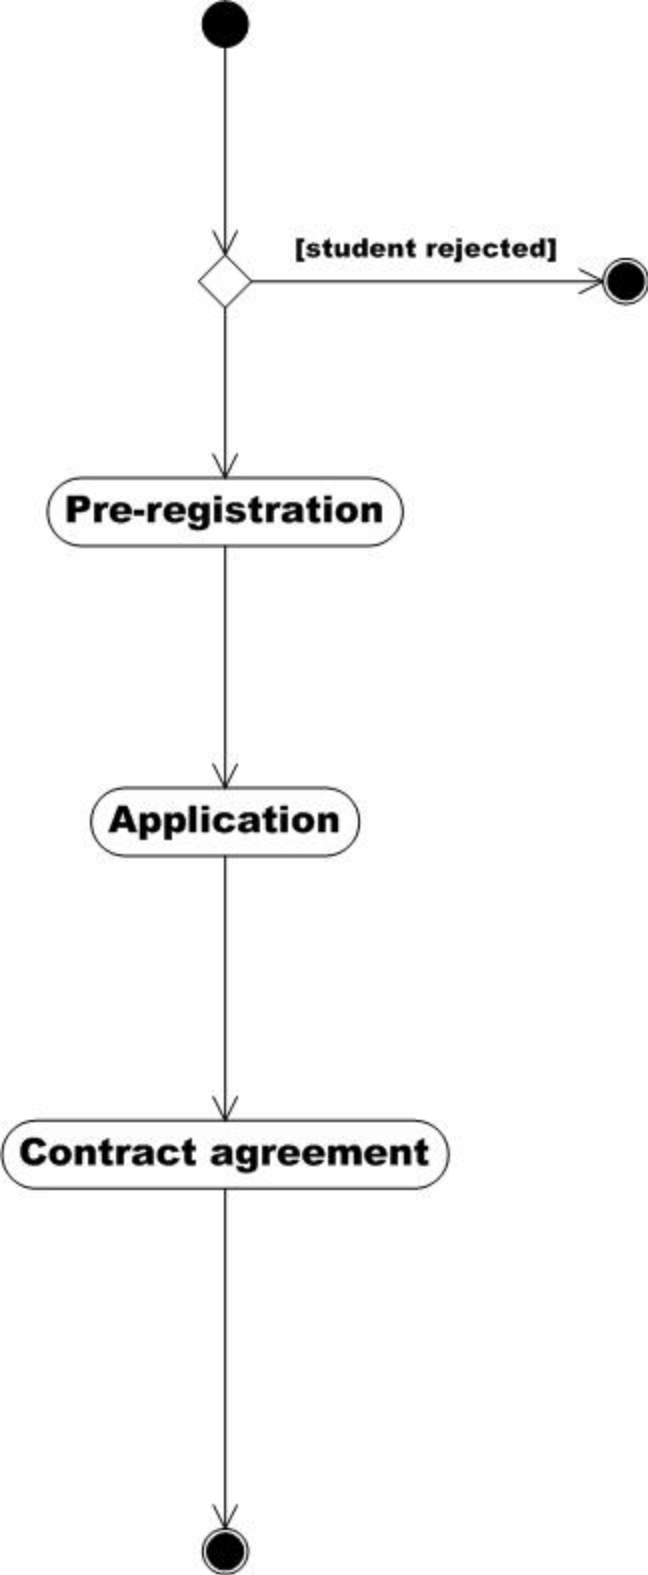 [student rejected]
Pre-registration
Application
Contract agreement